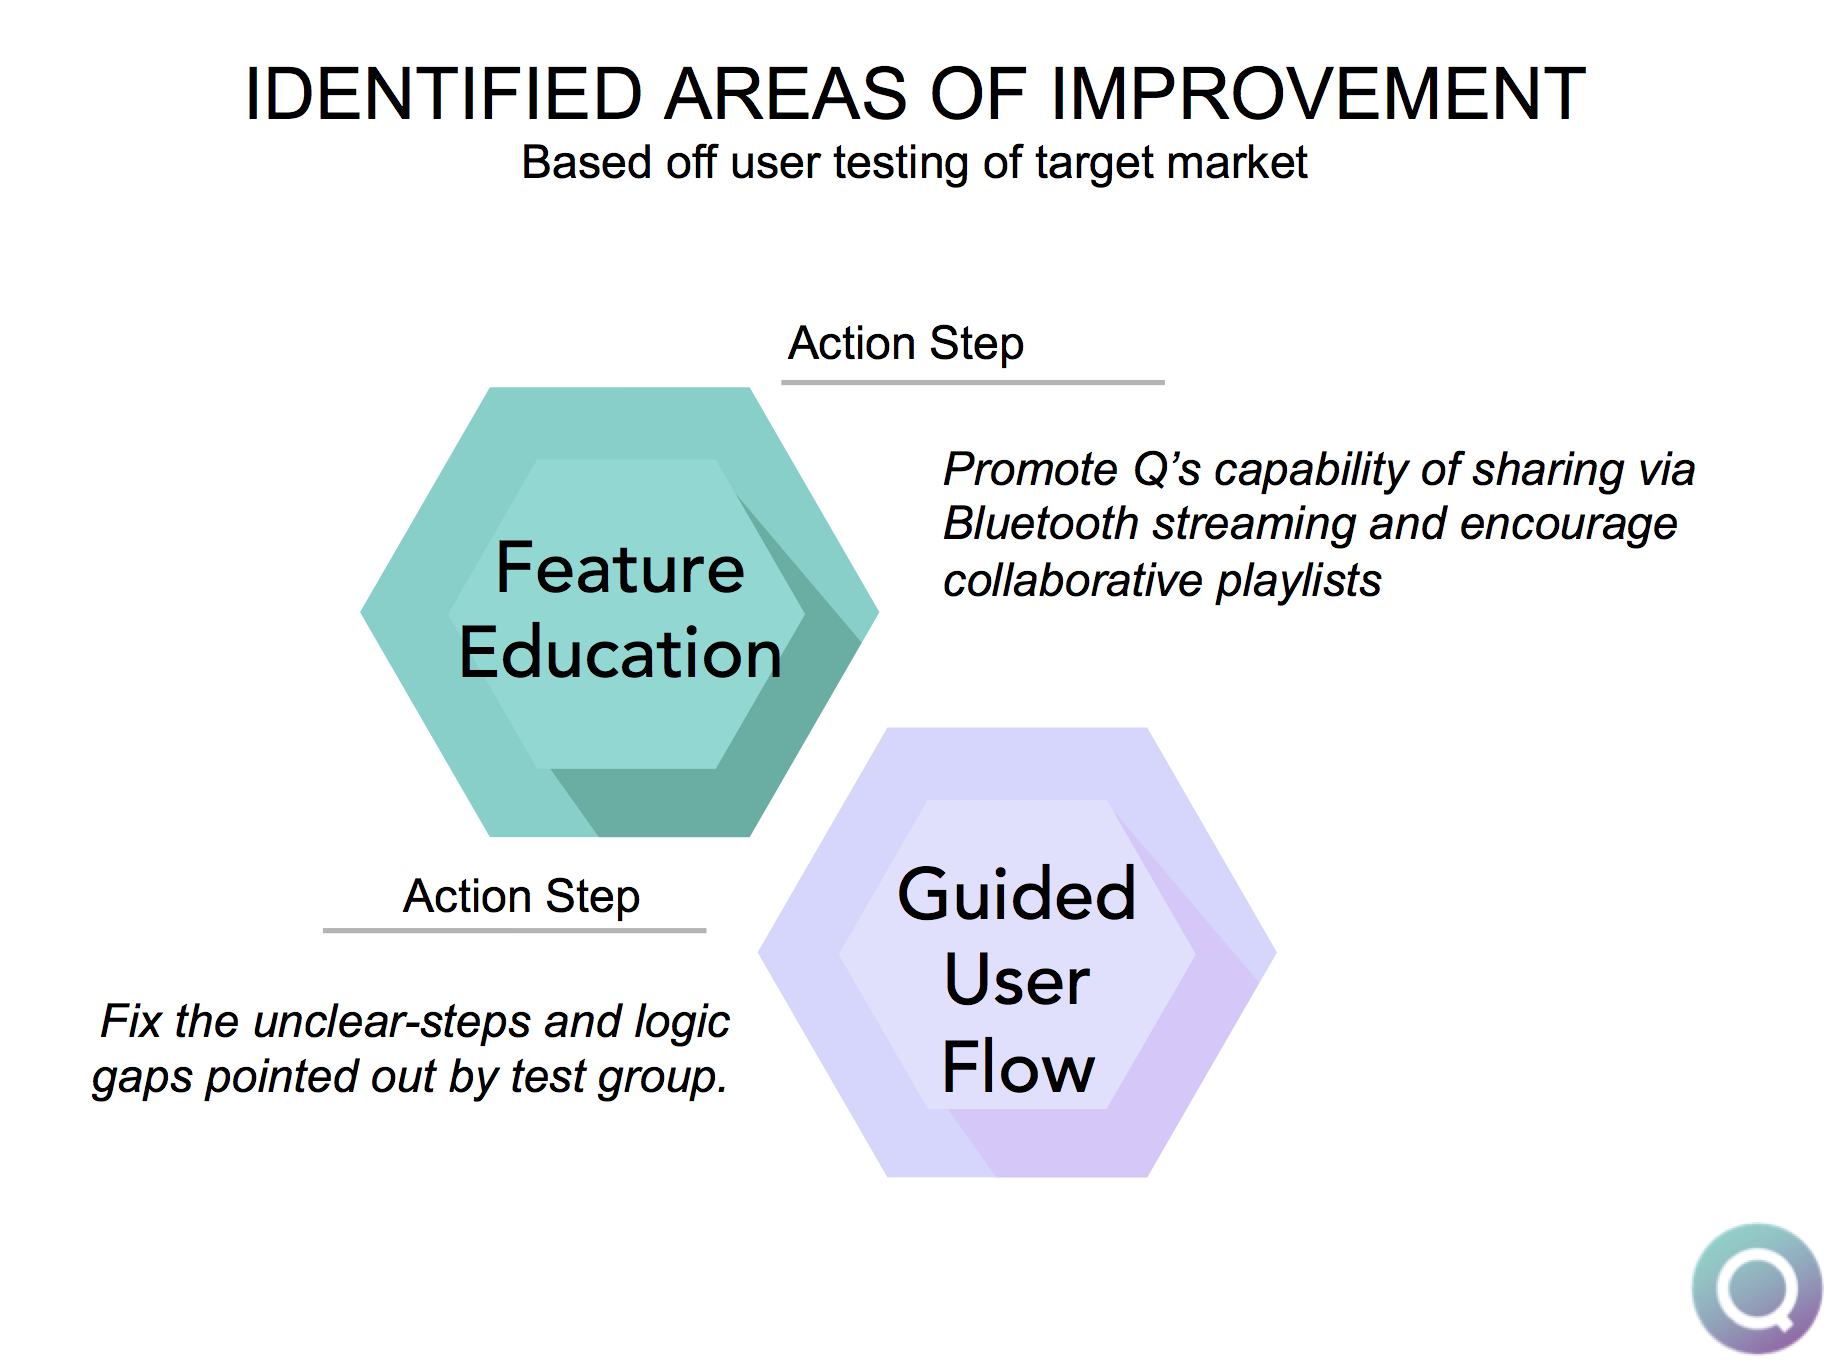 IDENTIFIED AREAS OF IMPROVEMENT
Based off user testing of target market
Action Step
Feature
Education
Promote Q’s capability of sharing via
Bluetooth streaming and encourage
collaborative playlists
Action Step
Fix the unclear-steps and logic
gaps pointed out by test group.
Guided
User
Flow
Q